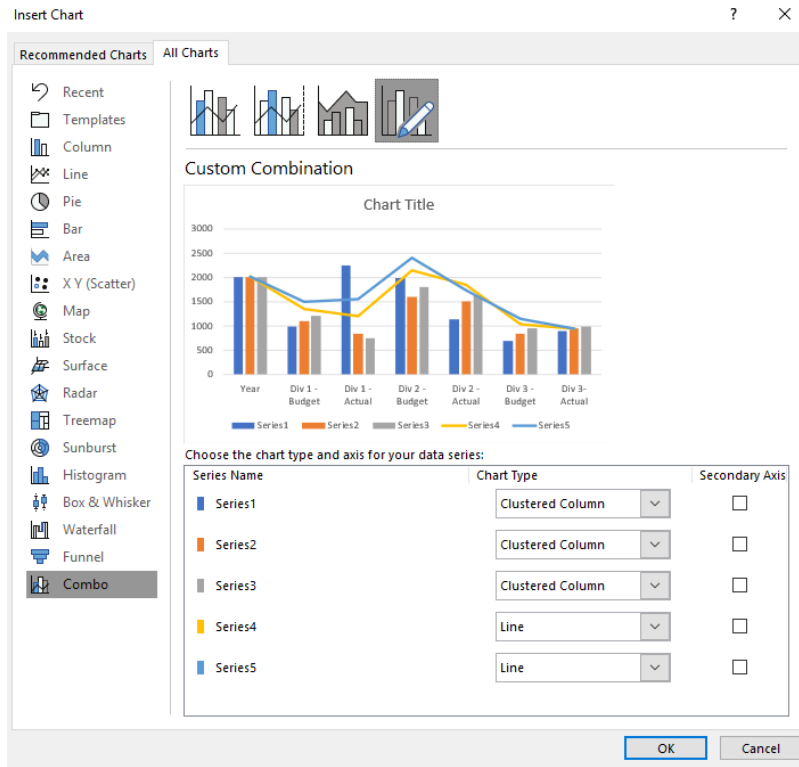 Insert Chart
?
Recommended Charts
All Charts
Recent
Templates
Column
Line
Pie
Bar
Area
X Y (Scatter)
Map
Stock
Surface
Radar
Treemap
Sunburst
Histogram
Box & Whisker
Waterfall
Funnel
Combo
Custom Combination
Chart Title
3000
2500
2000
1500
1000
500
0
Year
Div 1 -
Budget
Div 1 -
Actual
Div 2 -
Budget
Div 2 -
Actual
Div 3 -
Budget
Div 3-
Actual
Series1 Series2 Series3 Series4 Series5
Choose the chart type and axis for your data series:
Series Name Chart Type Secondary Axis
Series1 Clustered Column
Series2 Clustered Column
Series3 Clustered Column
Series4 Line
Series5 Line
OK Cancel